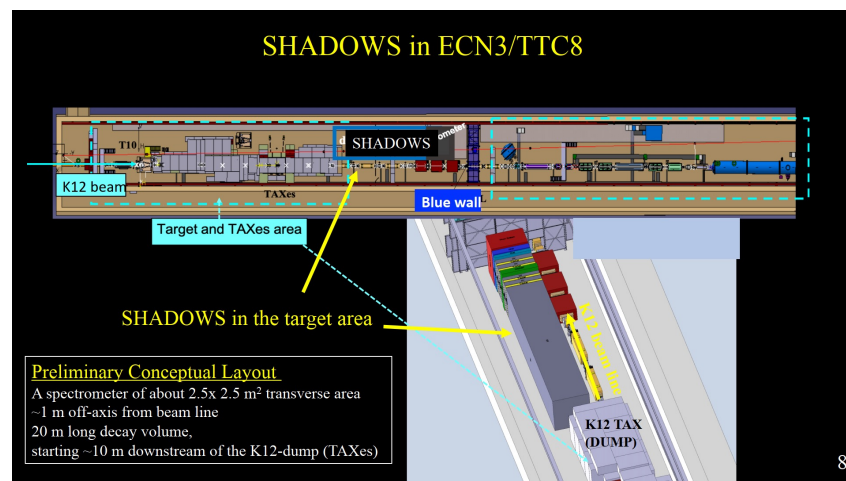 SHADOWS in ECN3/TTC8
T10
SHADOWS
K12 beam
TAXes
Blue wall
Target and TAXes area
SHADOWS in the target area
K12 beam line
Preliminary Conceptual Layout
A spectrometer of about 2.5x 2.5 m² transverse area
~1 m off-axis from beam line
20 m long decay volume,
starting ~10 m downstream of the K12-dump (TAXes)
K12 TAX
(DUMP)
8